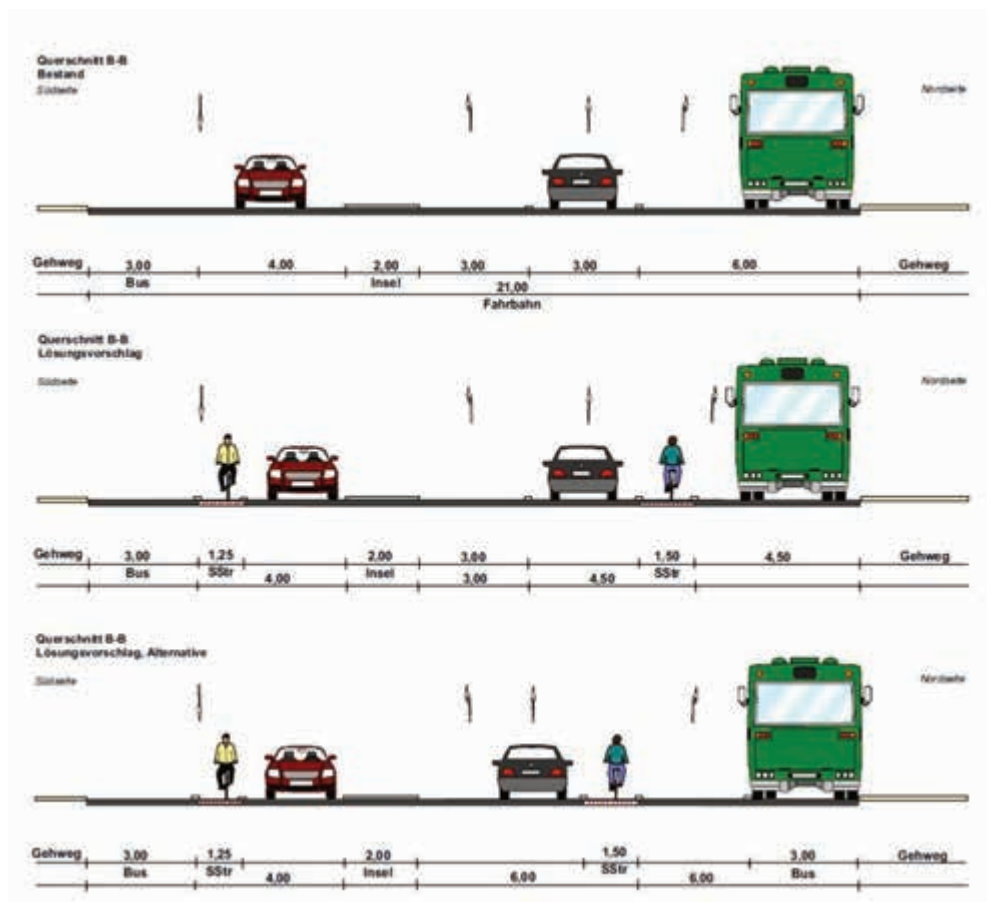 Querschnitt B-B
Bestand
Südseite
Nordseite
Gehweg 3,00 4,00 2,00 3,00 3,00 6,00 Gehweg
Bus Insel 21,00
Fahrbahn
Querschnitt B-B
Lösungsvorschlag
Südseite
Nordseite
Gehweg 3,00 1,25 2,00 3,00 1,50 4,50 Gehweg
Bus SStr 4,00 Insel 3,00 4,50 SStr
Querschnitt B-B
Lösungsvorschlag, Alternative
Südseite
Nordseite
Gehweg 3,00 1,25 2,00 1,50 3,00 Gehweg
Bus SStr 4,00 Insel 6,00 SStr 6,00 Bus